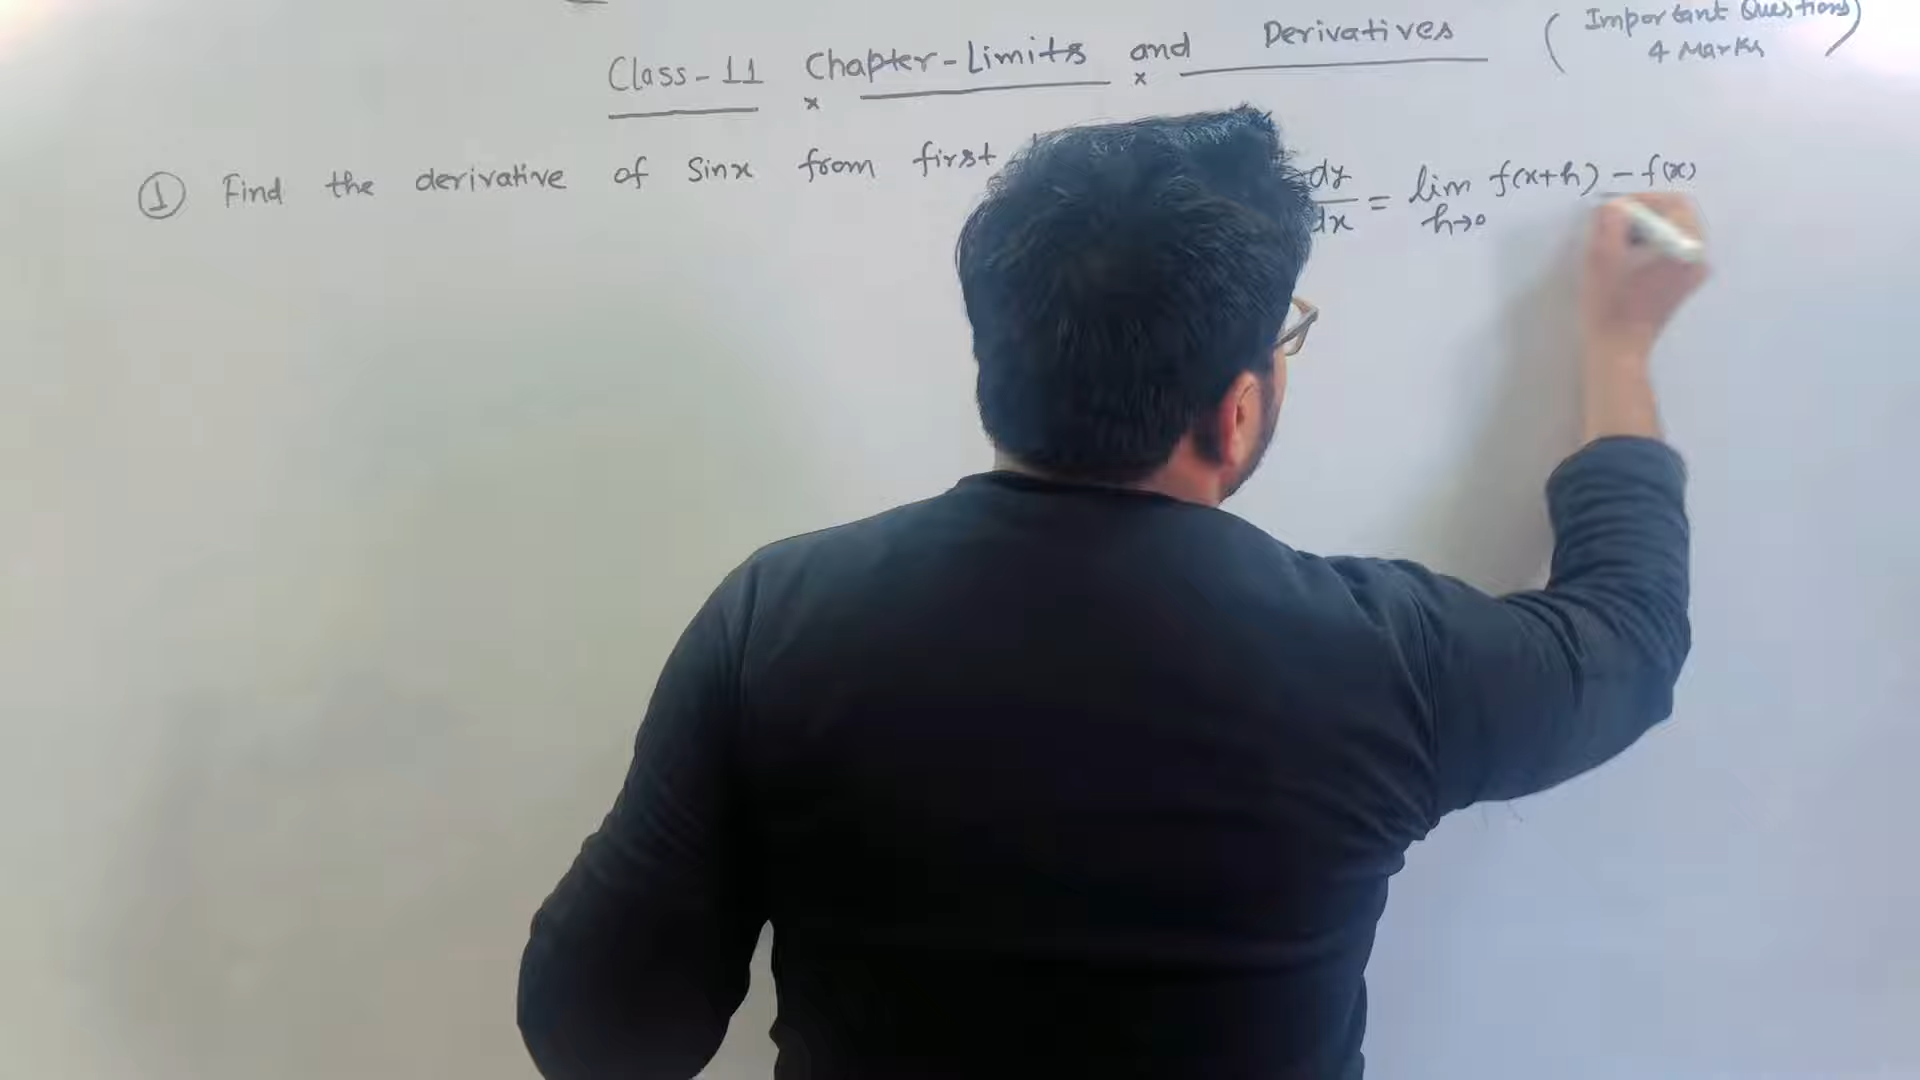 Class-11 Chapter-Limits and Derivatives (Important Questions)
4 Marks
① Find the derivative of Sinx from first
dy/dx = lim h→0 f(x+h) - f(x)